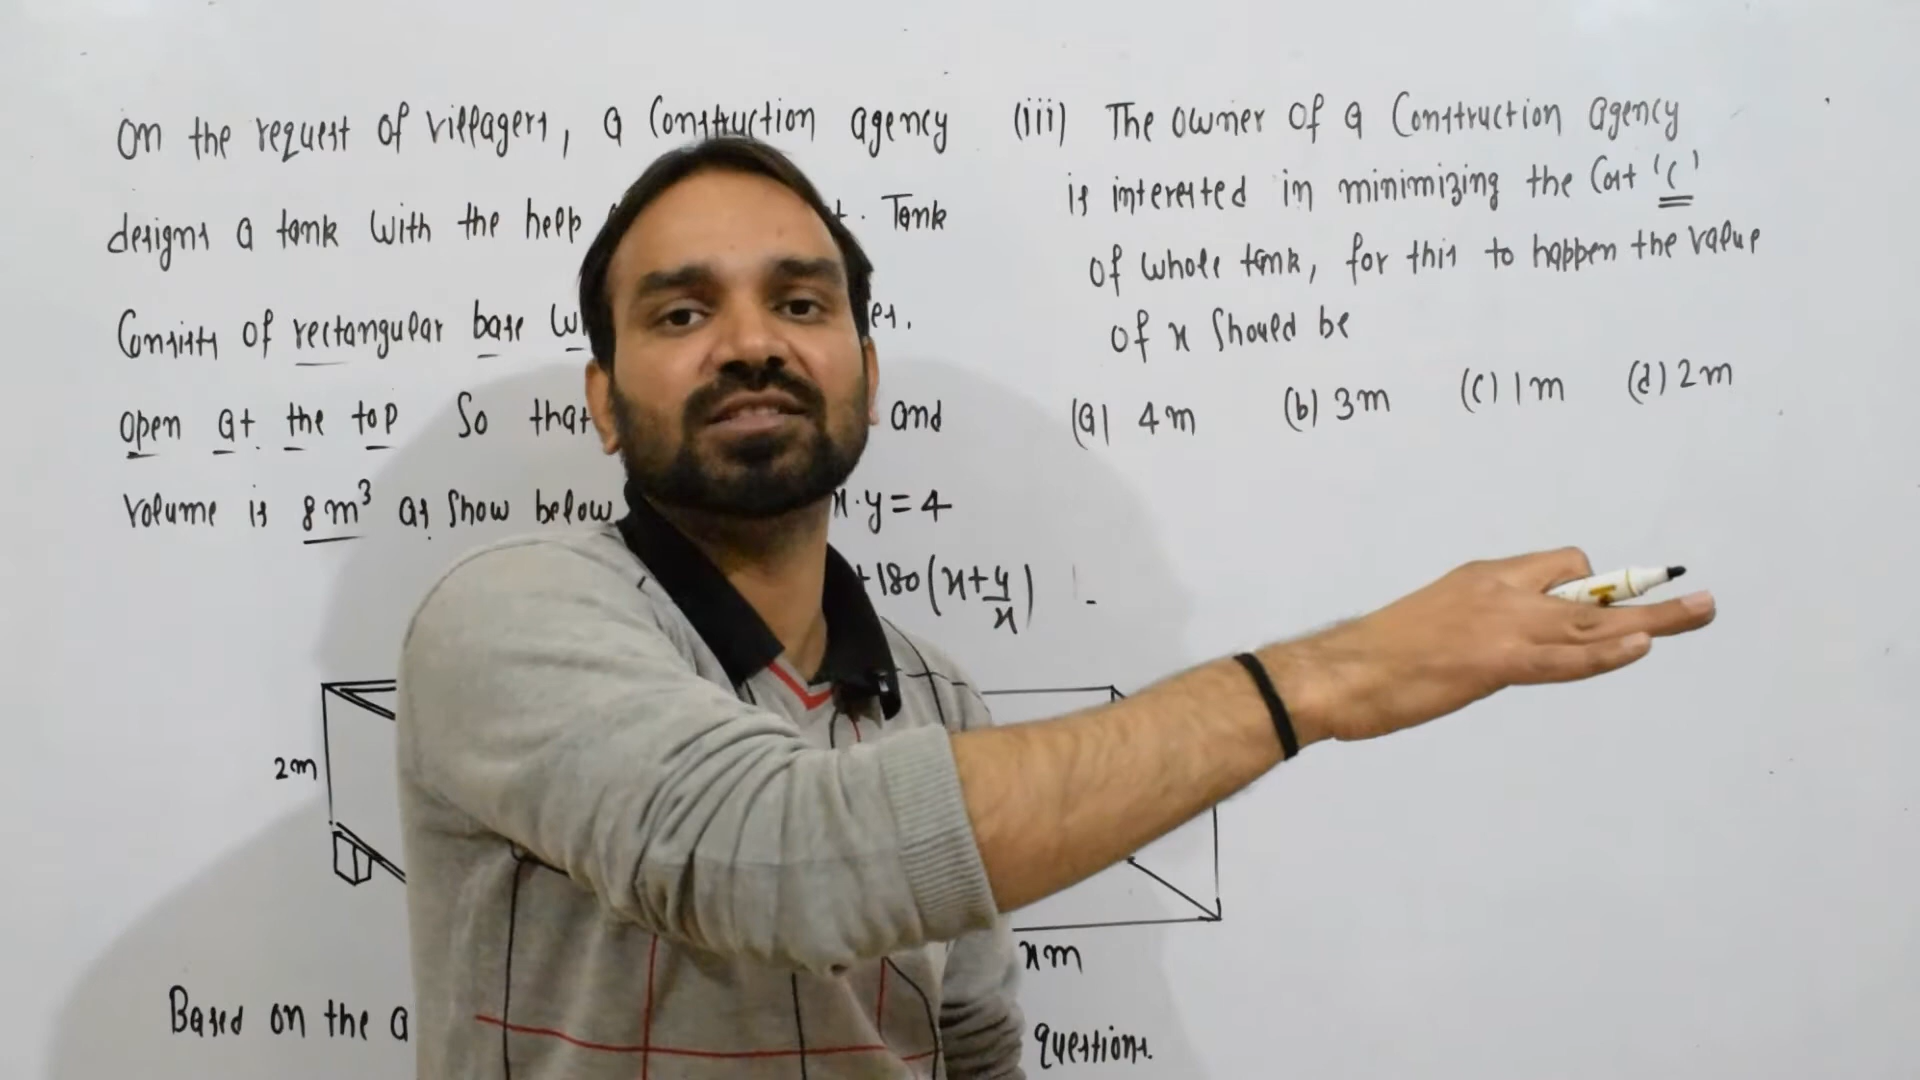 On the request of villagers, a Construction agency
designs a tank with the help Tank
Consists of rectangular base
open at the top So that and
Volume is 8m³ as Show below x·y=4
+180(x+4/x)
2m
xm
Based on the questions.
(iii) The owner of a Construction agency
is interested in minimizing the Cost 'C'
of whole tank, for this to happen the value
of x Should be
(a) 4m (b) 3m (c) 1m (d) 2m